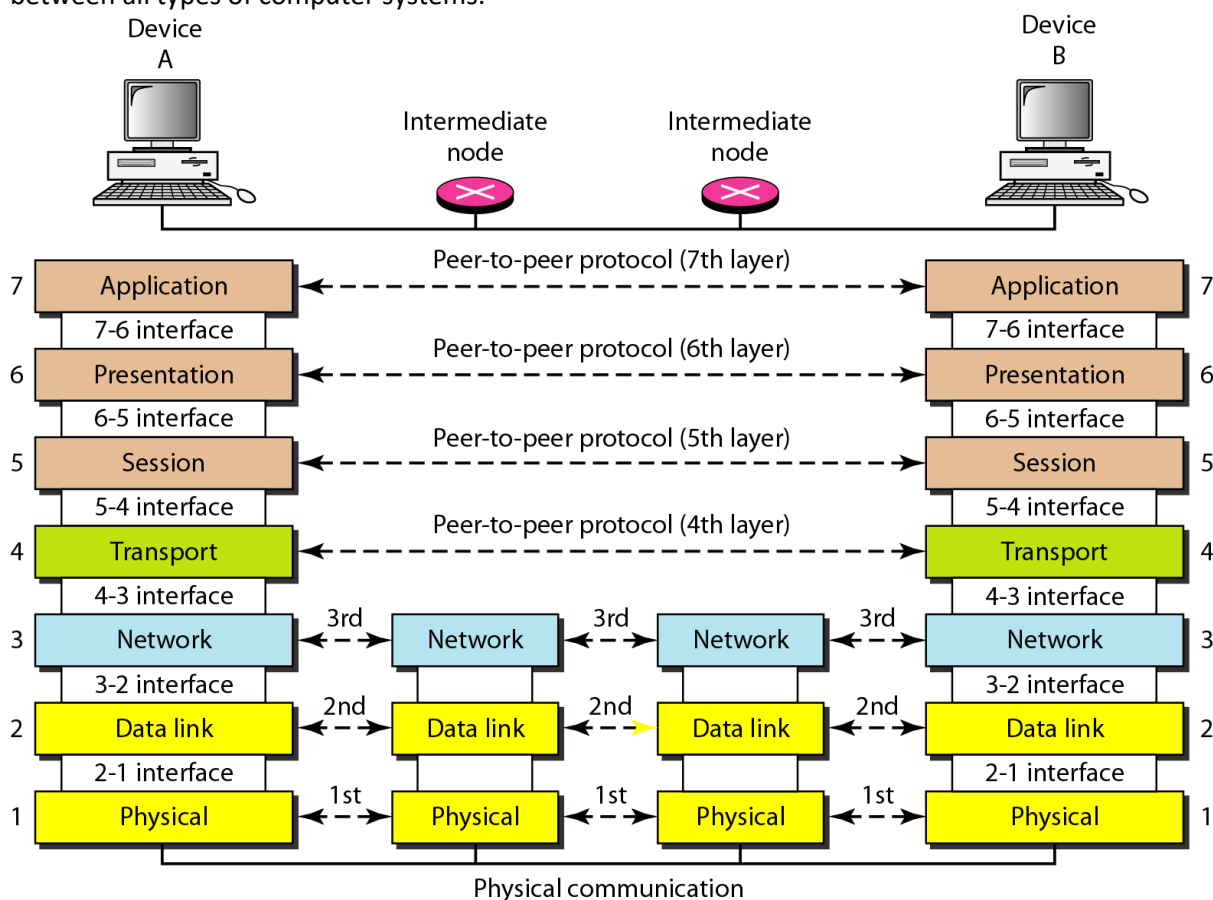 between all types of computer systems.
Device
A
Device
B
Intermediate
node
Intermediate
node
Peer-to-peer protocol (7th layer)
7 Application Application 7
7-6 interface 7-6 interface
Peer-to-peer protocol (6th layer)
6 Presentation Presentation 6
6-5 interface 6-5 interface
Peer-to-peer protocol (5th layer)
5 Session Session 5
5-4 interface 5-4 interface
Peer-to-peer protocol (4th layer)
4 Transport Transport 4
4-3 interface 4-3 interface
3rd 3rd 3rd
3 Network Network Network Network 3
3-2 interface 3-2 interface
2nd 2nd 2nd
2 Data link Data link Data link Data link 2
2-1 interface 2-1 interface
1st 1st 1st
1 Physical Physical Physical Physical 1
Physical communication